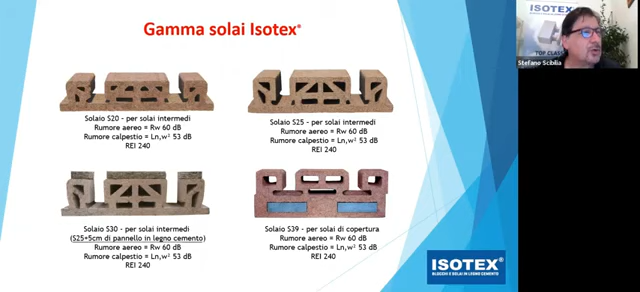 Gamma solai Isotex®
Solaio S20 - per solai intermedi
Rumore aereo = Rw 60 dB
Rumore calpestio = Ln,w² 53 dB
REI 240
Solaio S25 - per solai intermedi
Rumore aereo = Rw 60 dB
Rumore calpestio = Ln,w² 53 dB
REI 240
Solaio S30 - per solai intermedi
(S25+5cm di pannello in legno cemento)
Rumore aereo = Rw 60 dB
Rumore calpestio = Ln,w² 53 dB
REI 240
Solaio S39 - per solai di copertura
Rumore aereo = Rw 60 dB
Rumore calpestio = Ln,w² 53 dB
REI 240
ISOTEX®
BLOCCHI E SOLAI IN LEGNO CEMENTO
ISOTEX
TOP CLASS
Stefano Sciblia